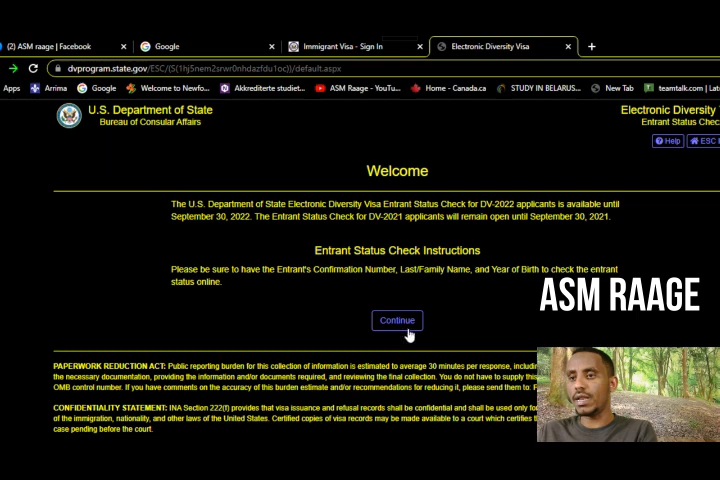 (2) ASM raage | Facebook
Google
Immigrant Visa - Sign In
Electronic Diversity Visa
dvprogram.state.gov/ESC/(S(1hj5nem2srwr0nhdazfdu1oc))/default.aspx
Apps Arrima Google Welcome to Newfo... Akkrediterte studiet... ASM Raage - YouTu... Home - Canada.ca STUDY IN BELARUS... New Tab teamtalk.com | Late
U.S. Department of State
Bureau of Consular Affairs
Electronic Diversity
Entrant Status Chec
Help ESC
Welcome
The U.S. Department of State Electronic Diversity Visa Entrant Status Check for DV-2022 applicants is available until
September 30, 2022. The Entrant Status Check for DV-2021 applicants will remain open until September 30, 2021.
Entrant Status Check Instructions
Please be sure to have the Entrant's Confirmation Number, Last/Family Name, and Year of Birth to check the entrant
status online.
ASM RAAGE
Continue
PAPERWORK REDUCTION ACT: Public reporting burden for this collection of information is estimated to average 30 minutes per response, includin
the necessary documentation, providing the information and/or documents required, and reviewing the final collection. You do not have to supply this
OMB control number. If you have comments on the accuracy of this burden estimate and/or recommendations for reducing it, please send them to:
CONFIDENTIALITY STATEMENT: INA Section 222(f) provides that visa issuance and refusal records shall be confidential and shall be used only for
of the immigration, nationality, and other laws of the United States. Certified copies of visa records may be made available to a court which certifies
case pending before the court.